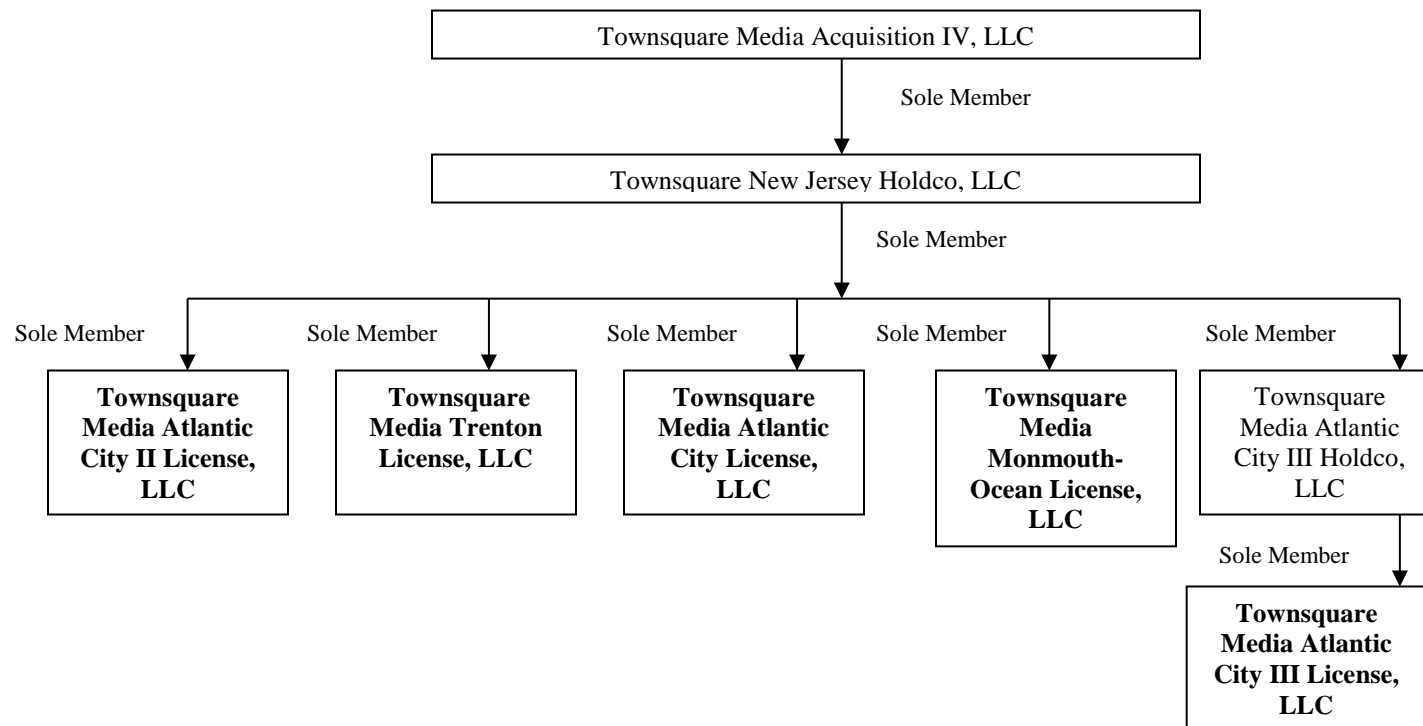 Townsquare Media Acquisition IV, LLC
Sole Member
Townsquare New Jersey Holdco, LLC
Sole Member
Sole Member
Sole Member
Sole Member
Sole Member
Sole Member
Townsquare
Media Atlantic
City II License,
LLC
Townsquare
Media Trenton
License, LLC
Townsquare
Media Atlantic
City License,
LLC
Townsquare
Media
Monmouth-
Ocean License,
LLC
Townsquare
Media Atlantic
City III Holdco,
LLC
Sole Member
Townsquare
Media Atlantic
City III License,
LLC